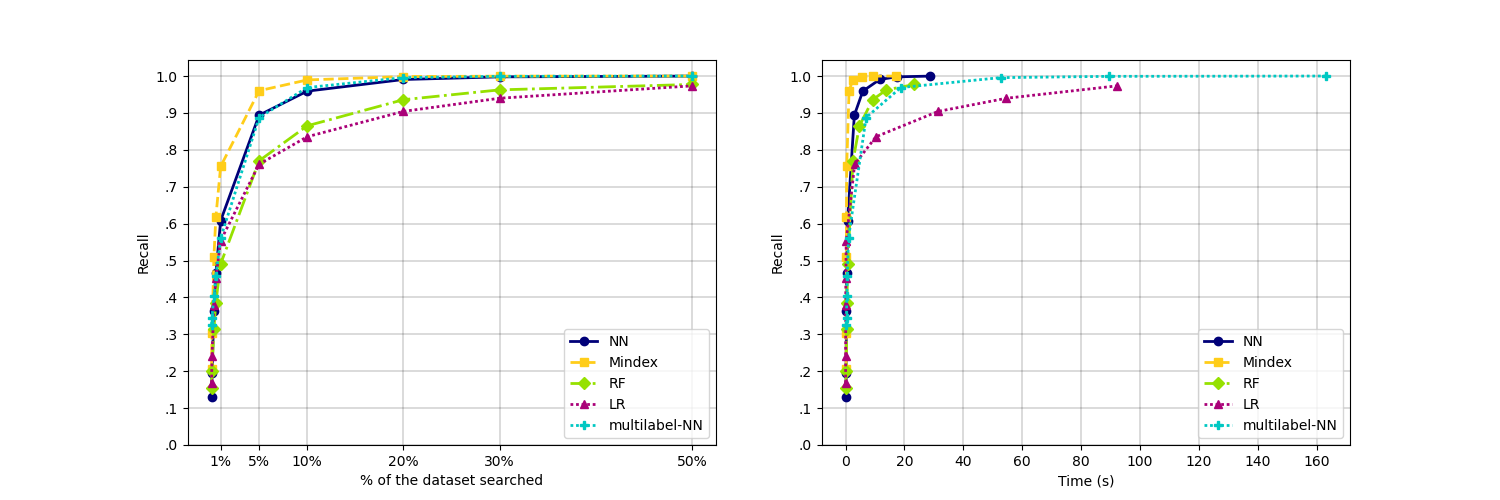 1.0
.9
.8
.7
.6
.5
.4
.3
.2
.1
.0
Recall
1% 5% 10% 20% 30% 50%
% of the dataset searched
NN
Mindex
RF
LR
multilabel-NN
1.0
.9
.8
.7
.6
.5
.4
.3
.2
.1
.0
Recall
0 20 40 60 80 100 120 140 160
Time (s)
NN
Mindex
RF
LR
multilabel-NN